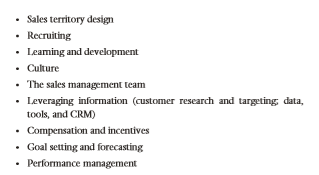 • Sales territory design
• Recruiting
• Learning and development
• Culture
• The sales management team
• Leveraging information (customer research and targeting; data,
tools, and CRM)
• Compensation and incentives
• Goal setting and forecasting
• Performance management